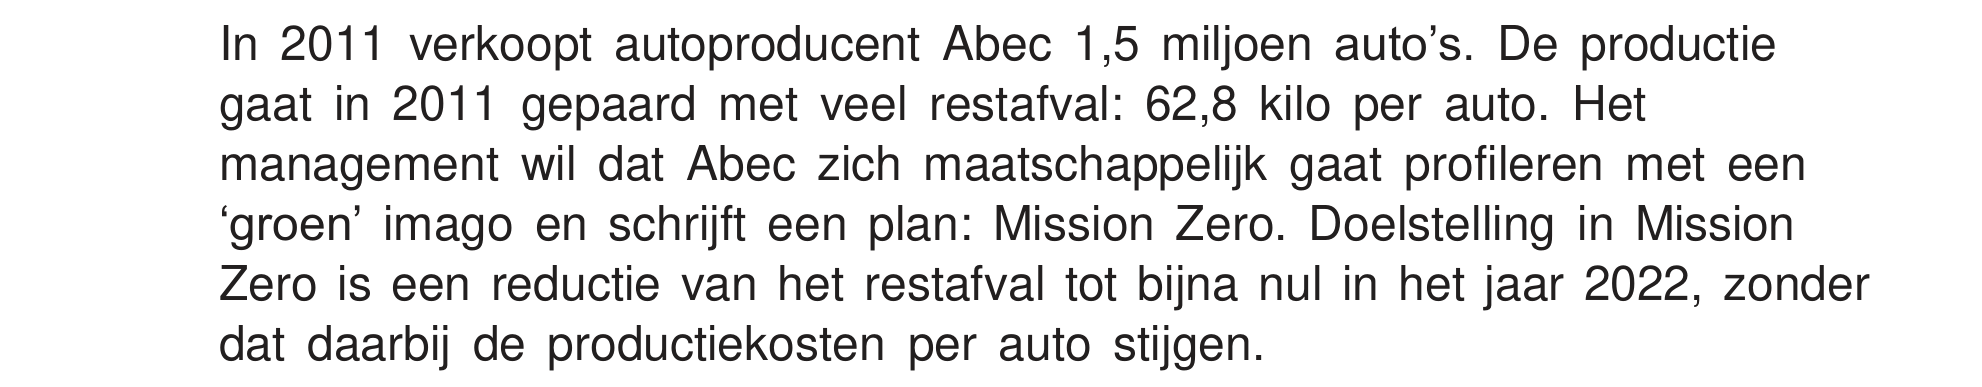 In 2011 verkoopt autoproducent Abec 1,5 miljoen auto’s. De productie
gaat in 2011 gepaard met veel restafval: 62,8 kilo per auto. Het
management wil dat Abec zich maatschappelijk gaat profileren met een
‘groen’ imago en schrijft een plan: Mission Zero. Doelstelling in Mission
Zero is een reductie van het restafval tot bijna nul in het jaar 2022, zonder
dat daarbij de productiekosten per auto stijgen.